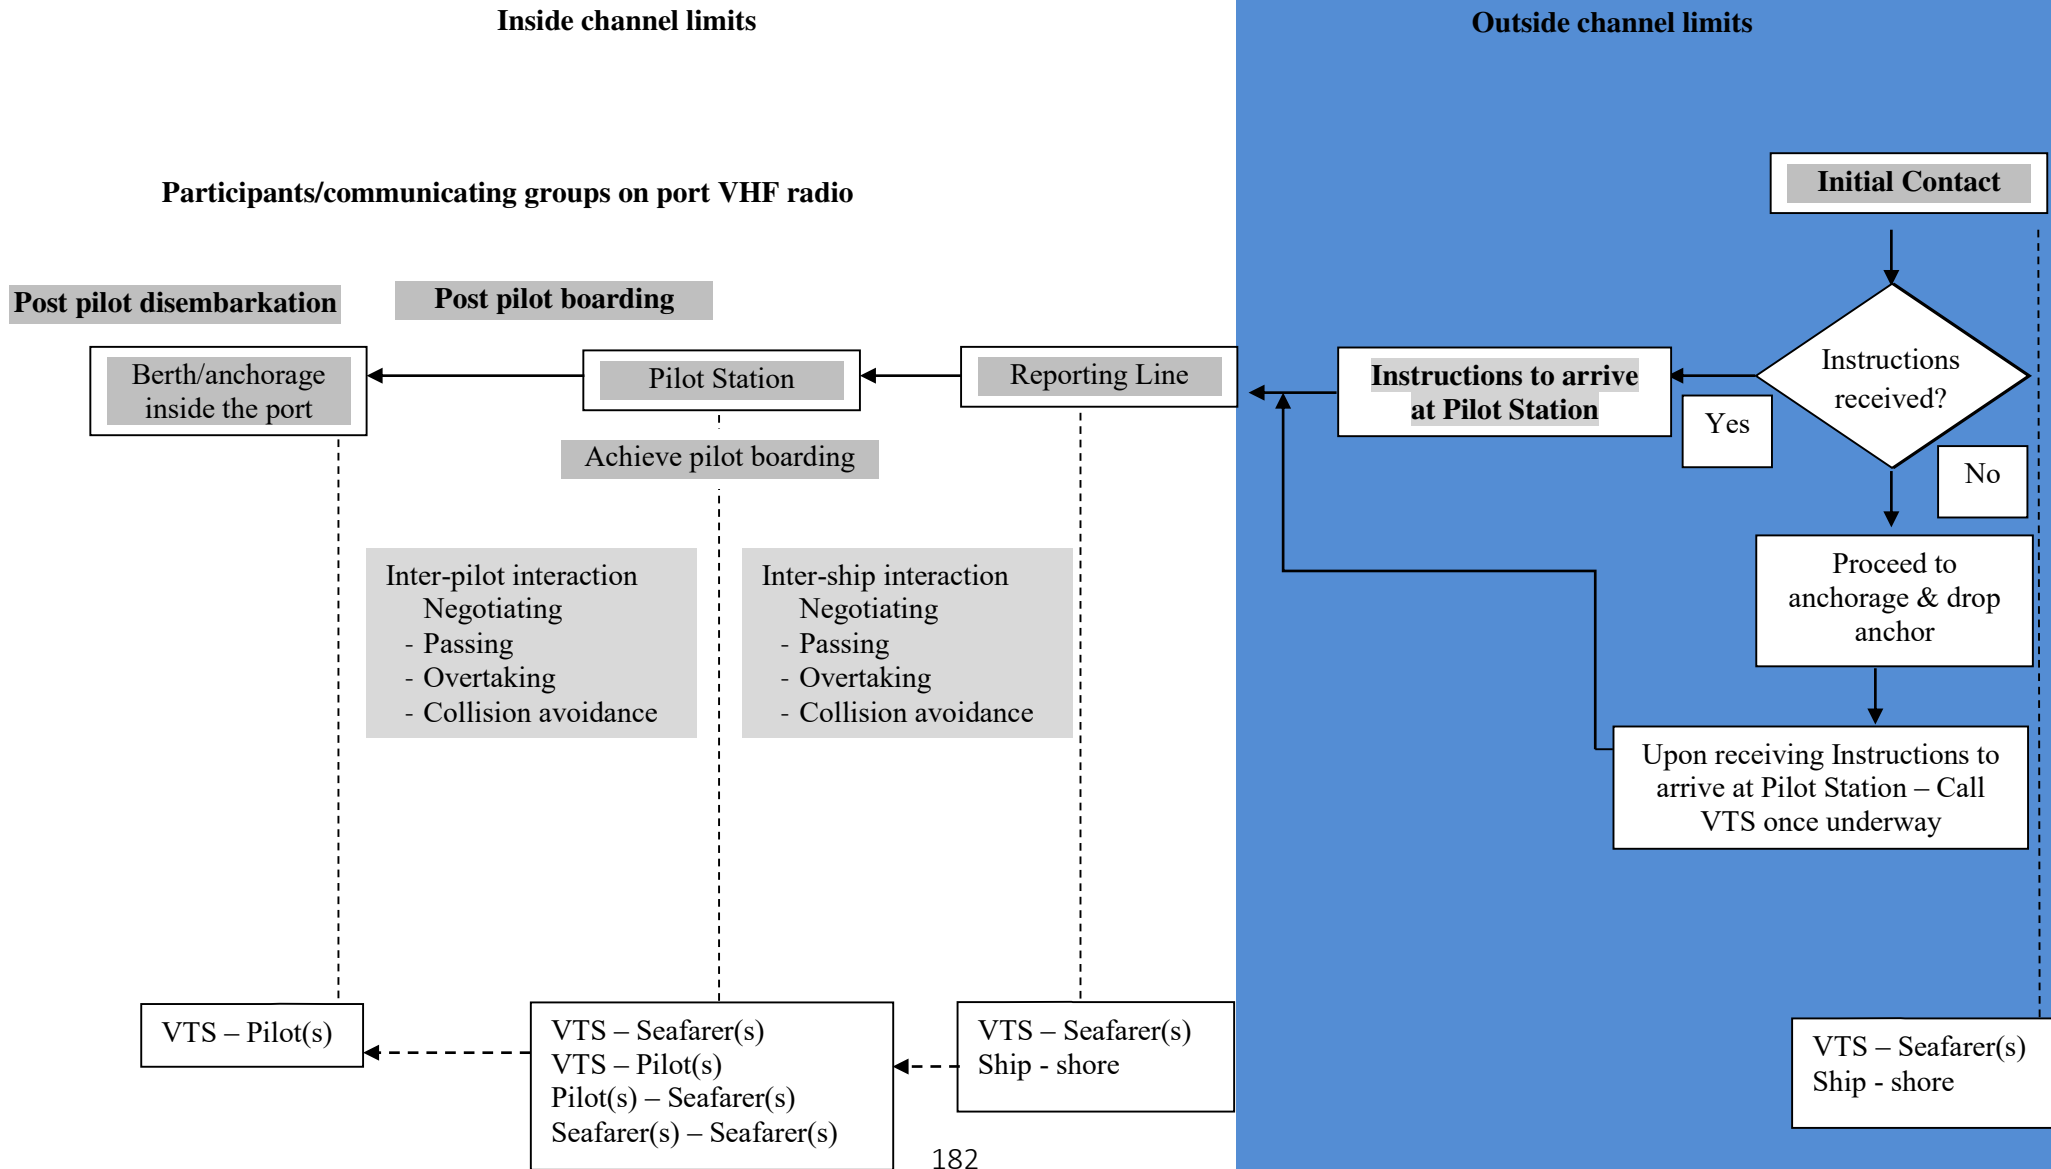 Inside channel limits
Outside channel limits
Initial Contact
Participants/communicating groups on port VHF radio
Post pilot disembarkation
Post pilot boarding
Berth/anchorage
inside the port
Pilot Station
Reporting Line
Instructions to arrive
at Pilot Station
Instructions
received?
Yes
No
Achieve pilot boarding
Inter-pilot interaction
Negotiating
- Passing
- Overtaking
- Collision avoidance
Inter-ship interaction
Negotiating
- Passing
- Overtaking
- Collision avoidance
Proceed to
anchorage & drop
anchor
Upon receiving Instructions to
arrive at Pilot Station – Call
VTS once underway
VTS – Pilot(s)
VTS – Seafarer(s)
VTS – Pilot(s)
Pilot(s) – Seafarer(s)
Seafarer(s) – Seafarer(s)
VTS – Seafarer(s)
Ship - shore
VTS – Seafarer(s)
Ship - shore
182